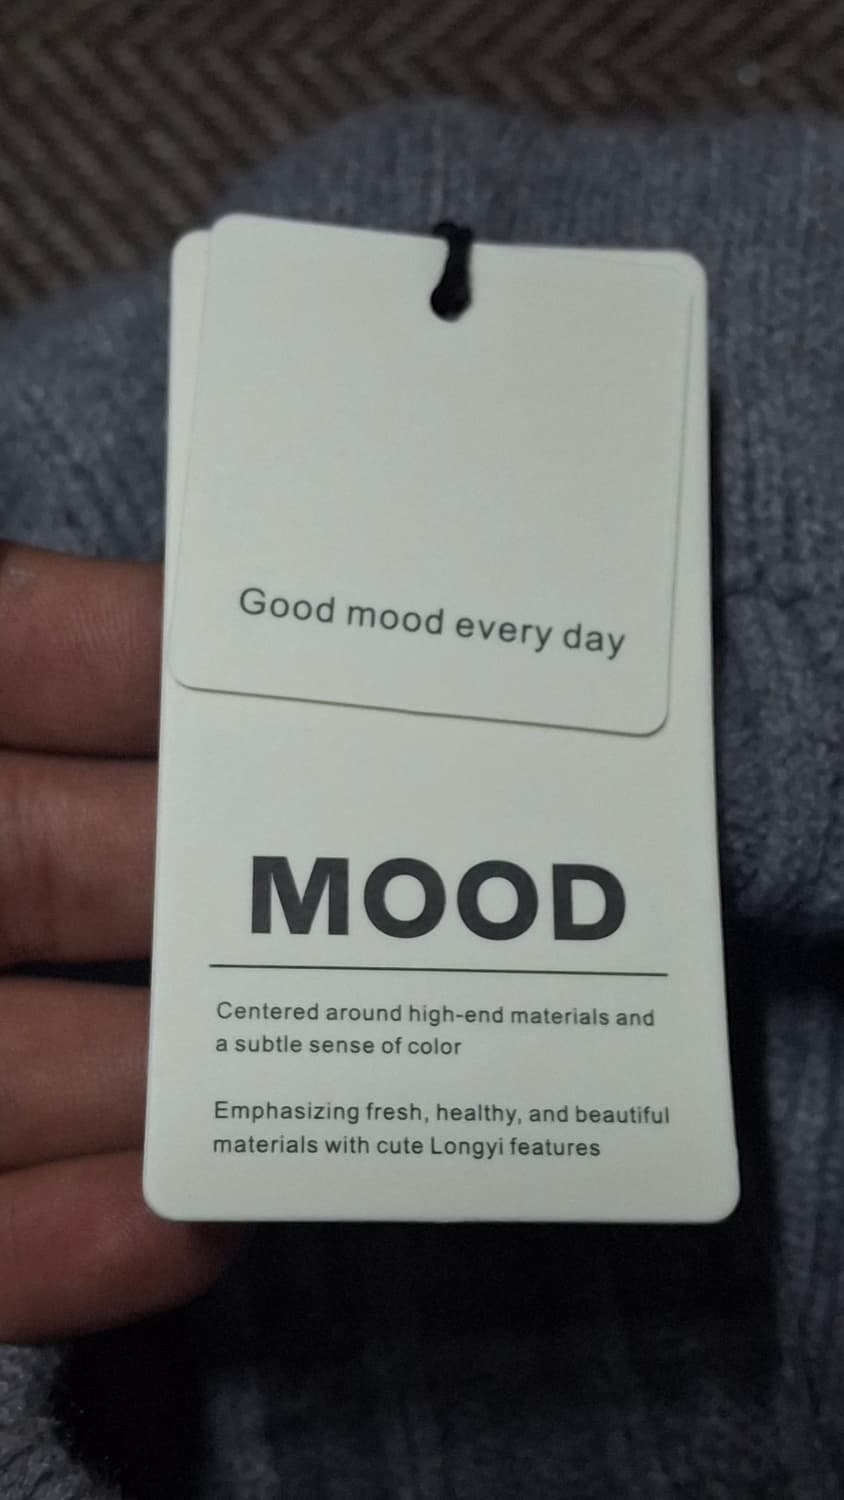 Good mood every day
MOOD
Centered around high-end materials and
a subtle sense of color
Emphasizing fresh, healthy, and beautiful
materials with cute Longyi features